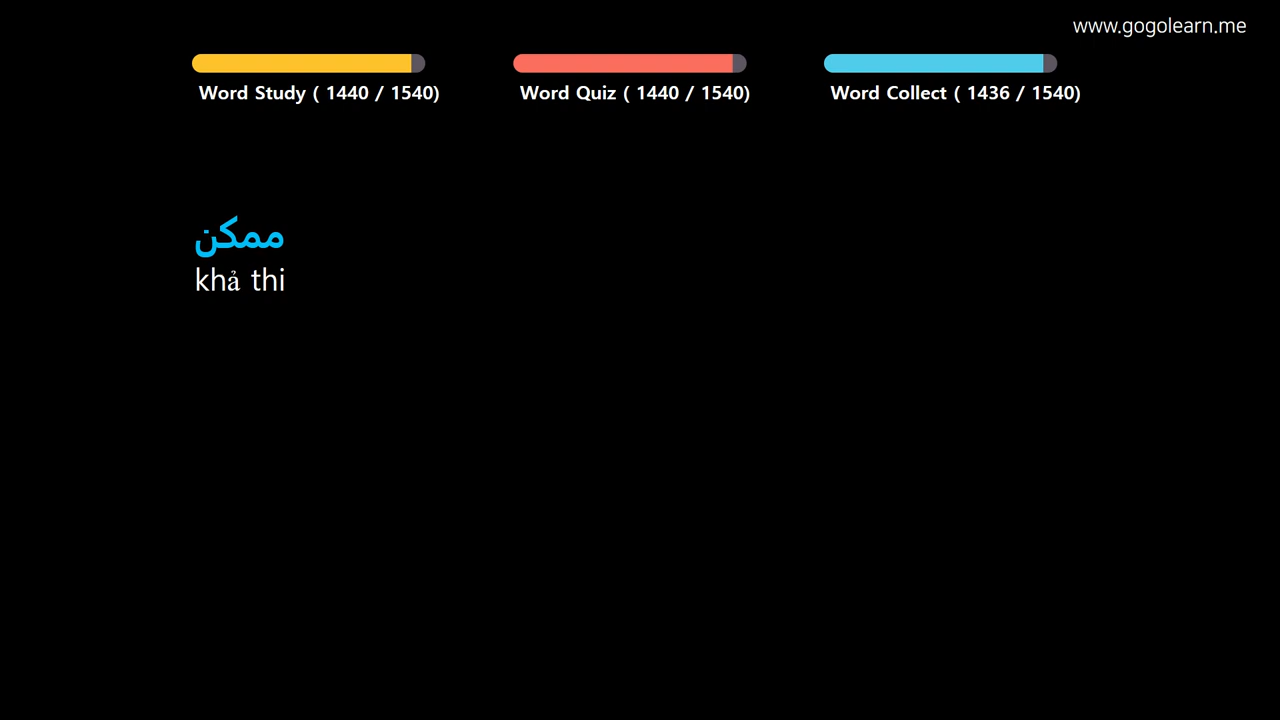 www.gogolearn.me
Word Study ( 1440 / 1540)
Word Quiz ( 1440 / 1540)
Word Collect ( 1436 / 1540)
ممکن
khả thi